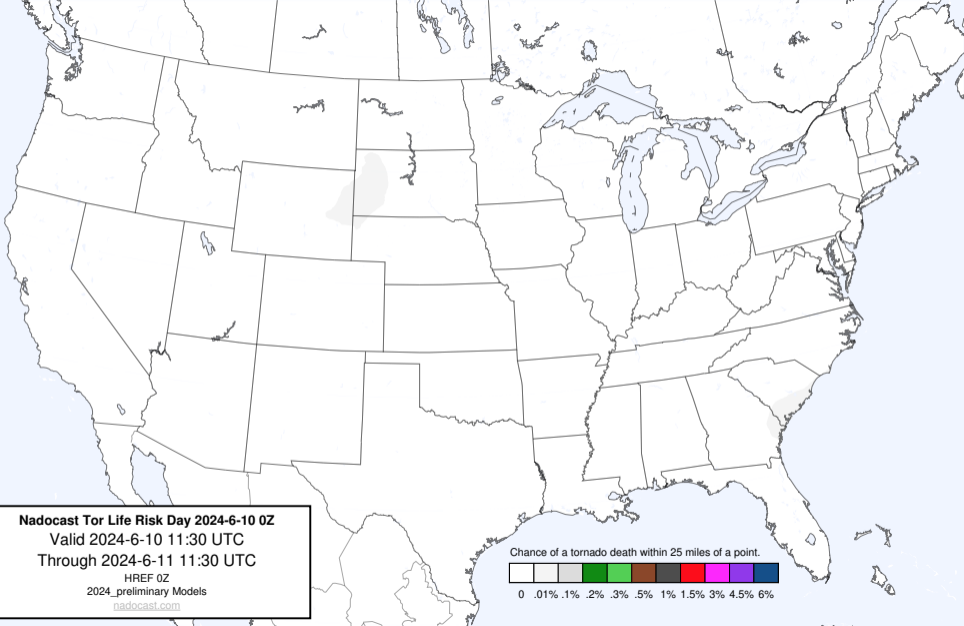 Nadocast Tor Life Risk Day 2024-6-10 0Z
Valid 2024-6-10 11:30 UTC
Through 2024-6-11 11:30 UTC
HREF 0Z
2024_preliminary Models
nadocast.com
Chance of a tornado death within 25 miles of a point.
0 .01% .1% .2% .3% .5% 1% 1.5% 3% 4.5% 6%